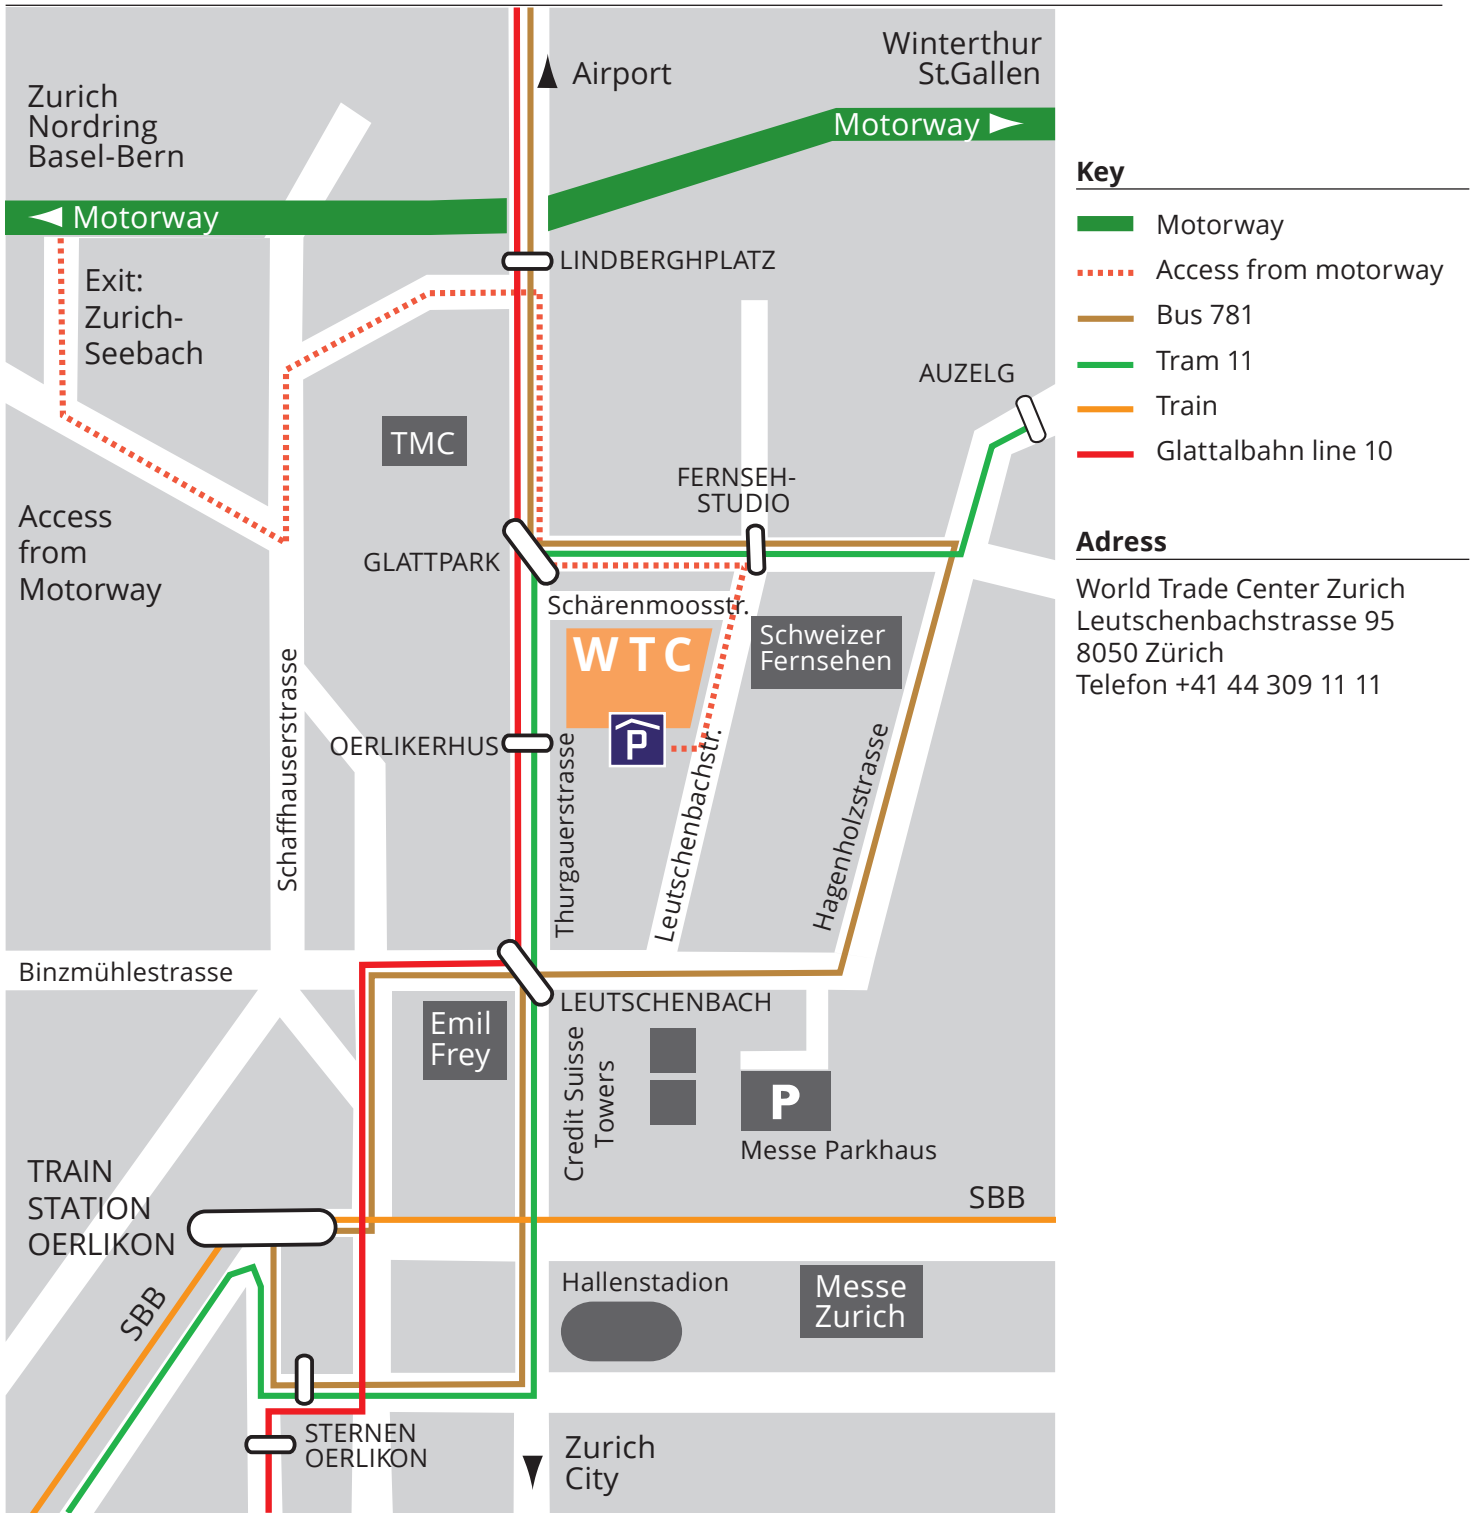 Winterthur
St.Gallen
Airport
Zurich
Nordring
Basel-Bern
Motorway
Motorway
LINDBERGHPLATZ
Exit:
Zurich-
Seebach
AUZELG
TMC
FERNSEH-
STUDIO
Access
from
Motorway
GLATTPARK
Schärenmoosstr.
WTC
Schweizer
Fernsehen
P
OERLIKERHUS
Schaffhauserstrasse
Thurgauerstrasse
Leutschenbachstr.
Hagenholzstrasse
Binzmühlestrasse
LEUTSCHENBACH
Emil
Frey
Credit Suisse
Towers
P
Messe Parkhaus
TRAIN
STATION
OERLIKON
SBB
SBB
Hallenstadion
Messe
Zurich
STERNEN
OERLIKON
Zurich
City
Key
Motorway
Access from motorway
Bus 781
Tram 11
Train
Glattalbahn line 10
Adress
World Trade Center Zurich
Leutschenbachstrasse 95
8050 Zürich
Telefon +41 44 309 11 11